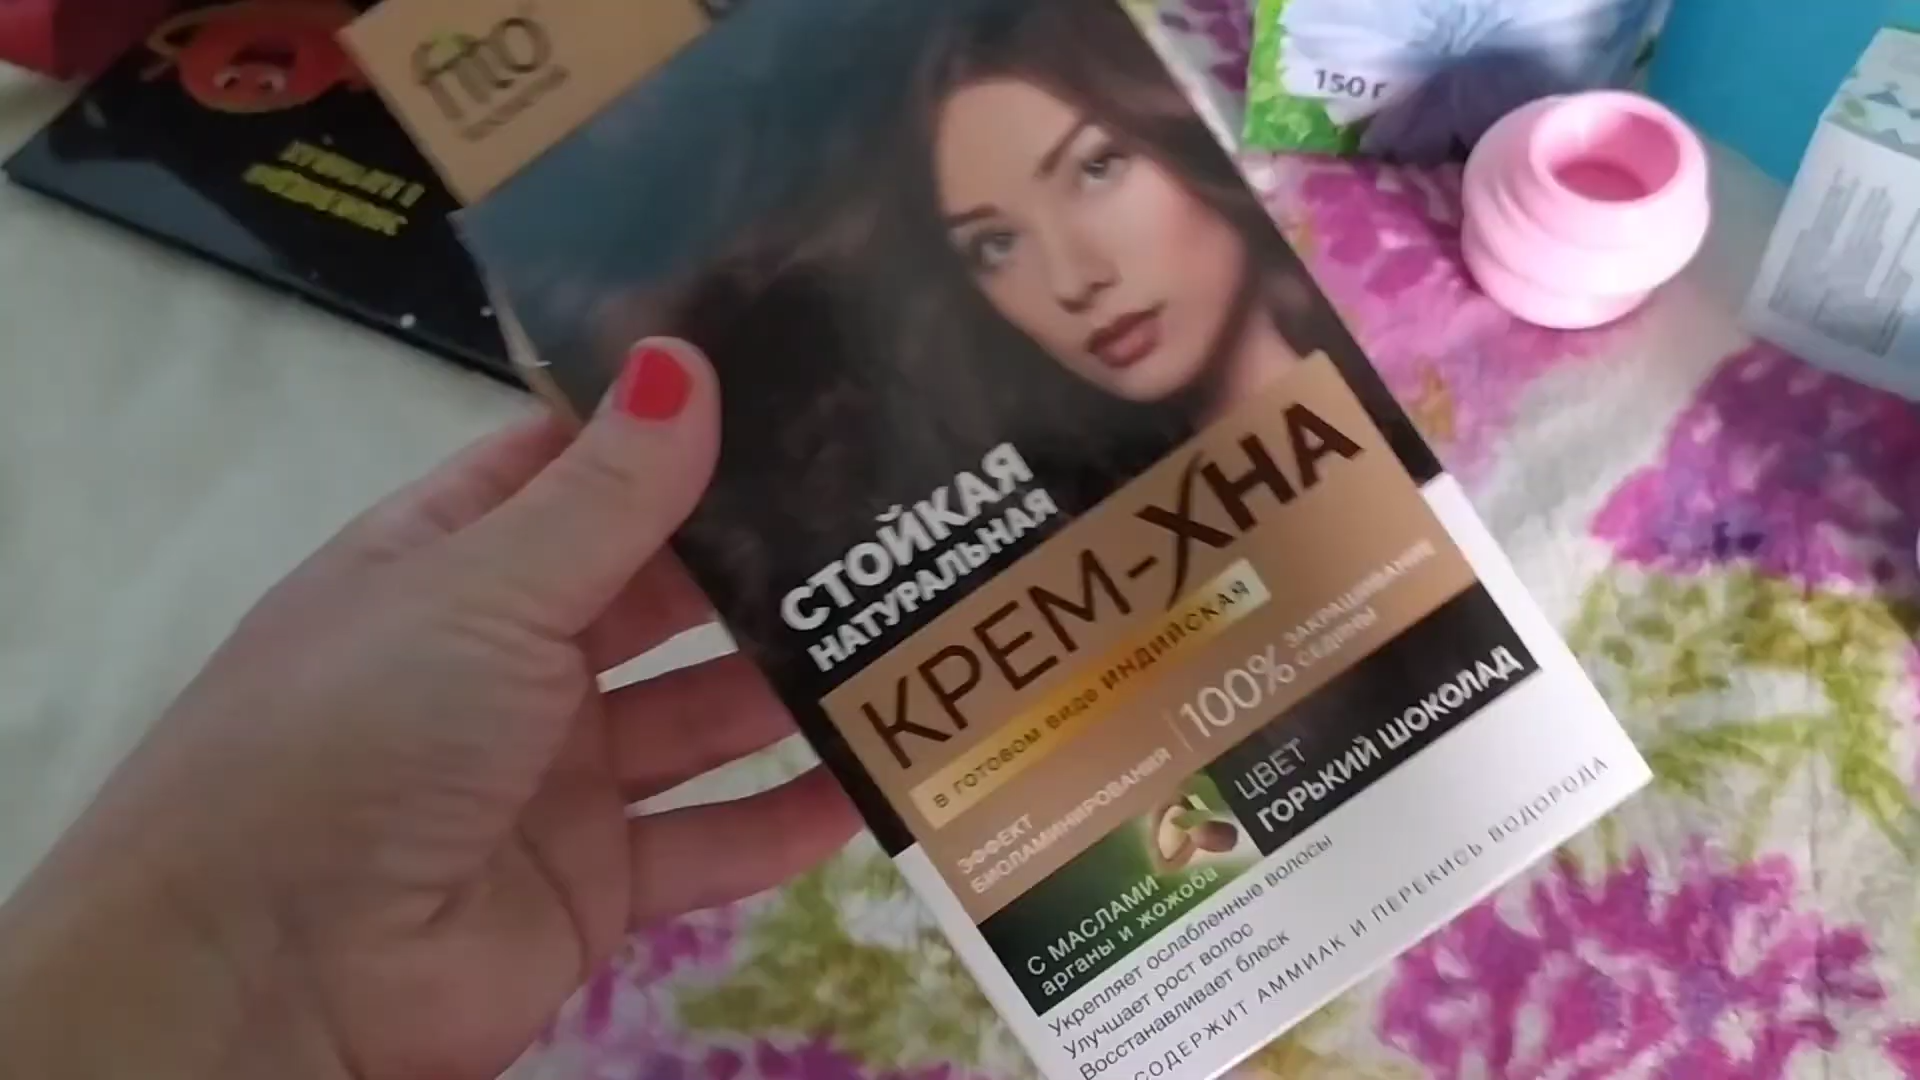 fito
150 г
СТОЙКАЯ
НАТУРАЛЬНАЯ
КРЕМ-ХНА
в готовом виде ИНДИЙСКАЯ
ЭФФЕКТ
БИОЛАМИНИРОВАНИЯ
100% ЗАКРАШИВАНИЕ
СЕДИНЫ
ЦВЕТ
ГОРЬКИЙ ШОКОЛАД
С МАСЛАМИ
арганы и жожоба
Укрепляет ослабленные волосы
Улучшает рост волос
Восстанавливает блеск
СОДЕРЖИТ АММИАК И ПЕРЕКИСЬ ВОДОРОДА